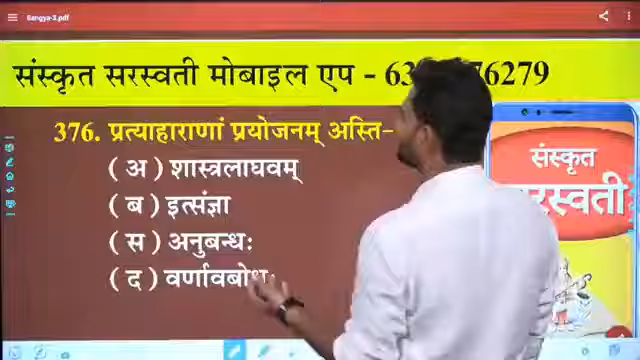 Sangya-3.pdf
संस्कृत सरस्वती मोबाइल एप - 63 76279
376. प्रत्याहाराणां प्रयोजनम् अस्ति-
( अ ) शास्त्रलाघवम्
( ब ) इत्संज्ञा
( स ) अनुबन्धः
( द ) वर्णावबोधः
संस्कृत
सरस्वती